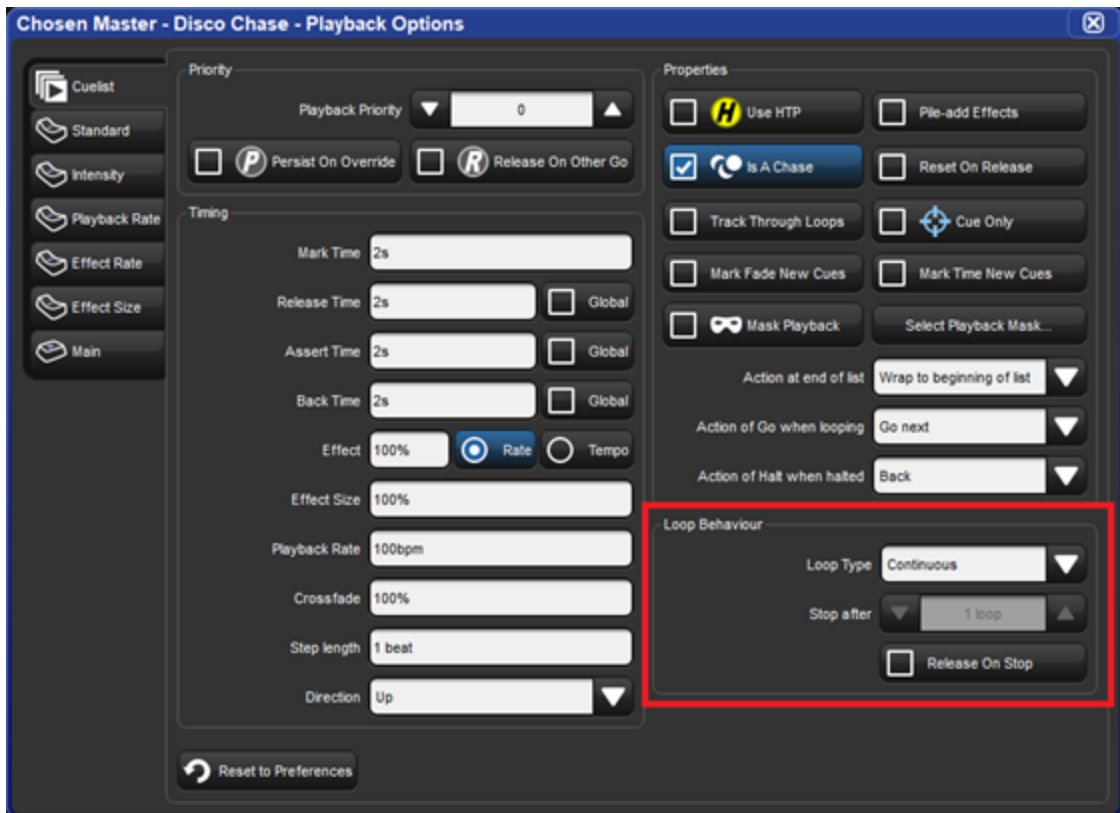 Chosen Master - Disco Chase - Playback Options
Cuelist
Standard
Intensity
Playback Rate
Effect Rate
Effect Size
Main
Priority
Playback Priority 0
P Persist On Override R Release On Other Go
Timing
Mark Time 2s
Release Time 2s Global
Assert Time 2s Global
Back Time 2s Global
Effect 100% Rate Tempo
Effect Size 100%
Playback Rate 100bpm
Crossfade 100%
Step length 1 beat
Direction Up
Reset to Preferences
Properties
H Use HTP Pile-add Effects
Is A Chase Reset On Release
Track Through Loops Cue Only
Mark Fade New Cues Mark Time New Cues
Mask Playback Select Playback Mask...
Action at end of list Wrap to beginning of list
Action of Go when looping Go next
Action of Halt when halted Back
Loop Behaviour
Loop Type Continuous
Stop after 1 loop
Release On Stop